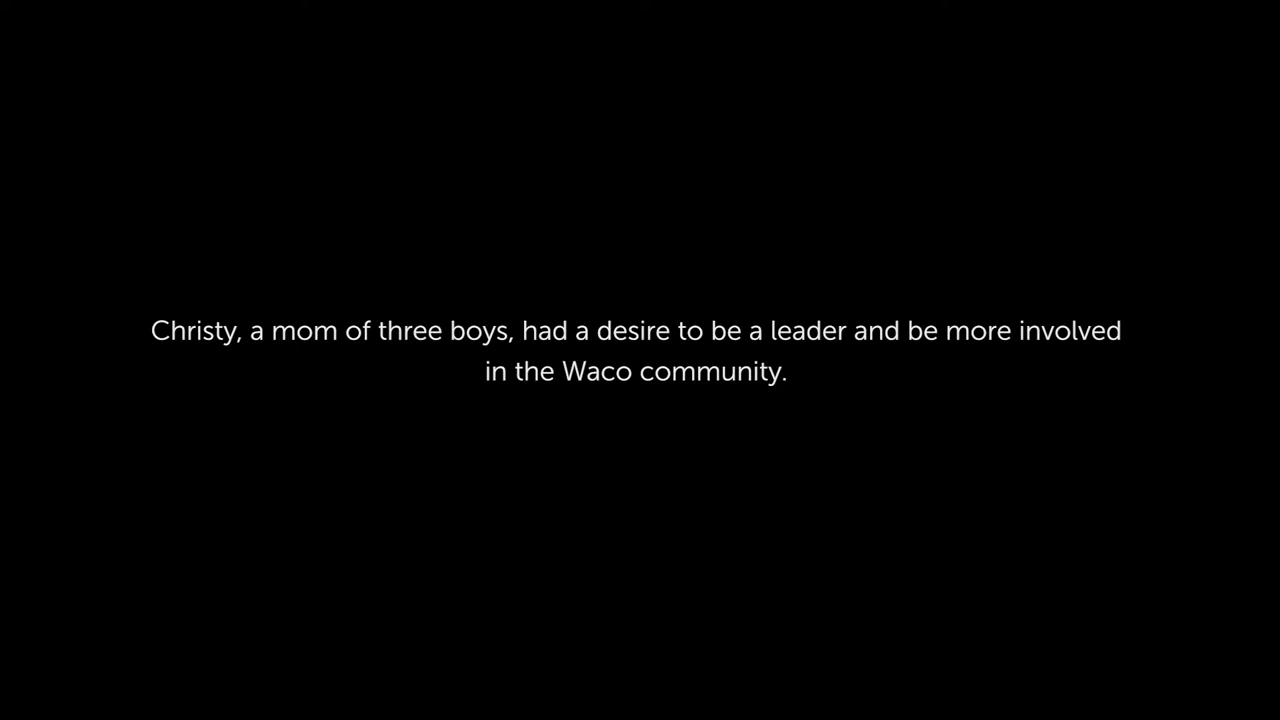 Christy, a mom of three boys, had a desire to be a leader and be more involved
in the Waco community.